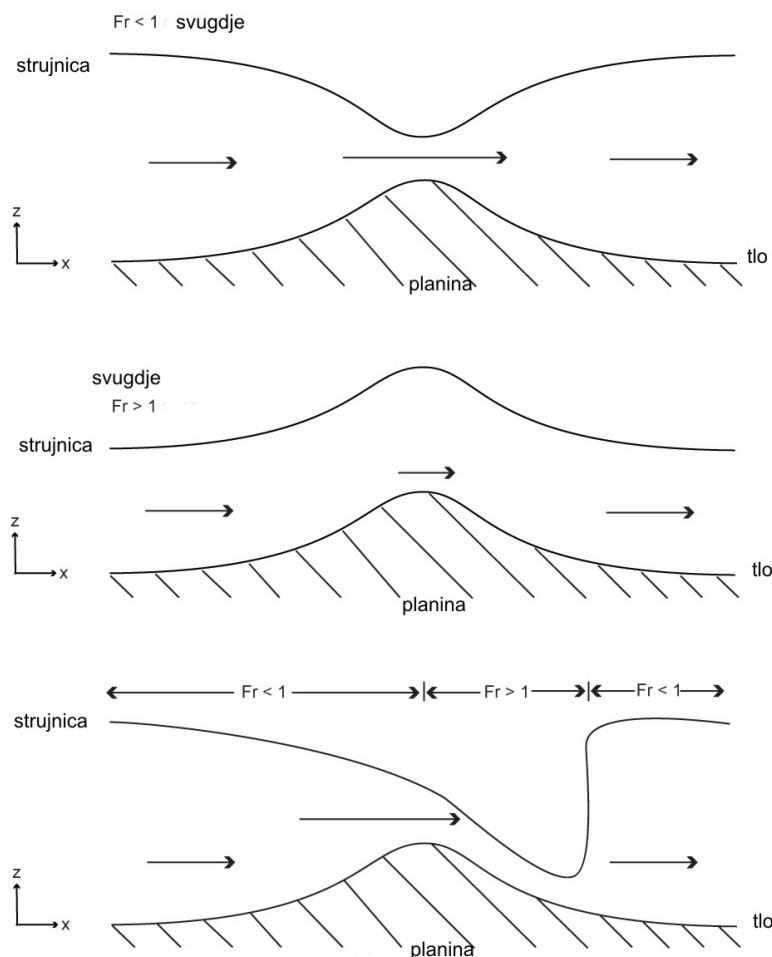 Fr < 1 svugdje
strujnica
z
x
tlo
planina
svugdje
Fr > 1
strujnica
z
x
tlo
planina
Fr < 1 Fr > 1 Fr < 1
strujnica
z
x
tlo
planina